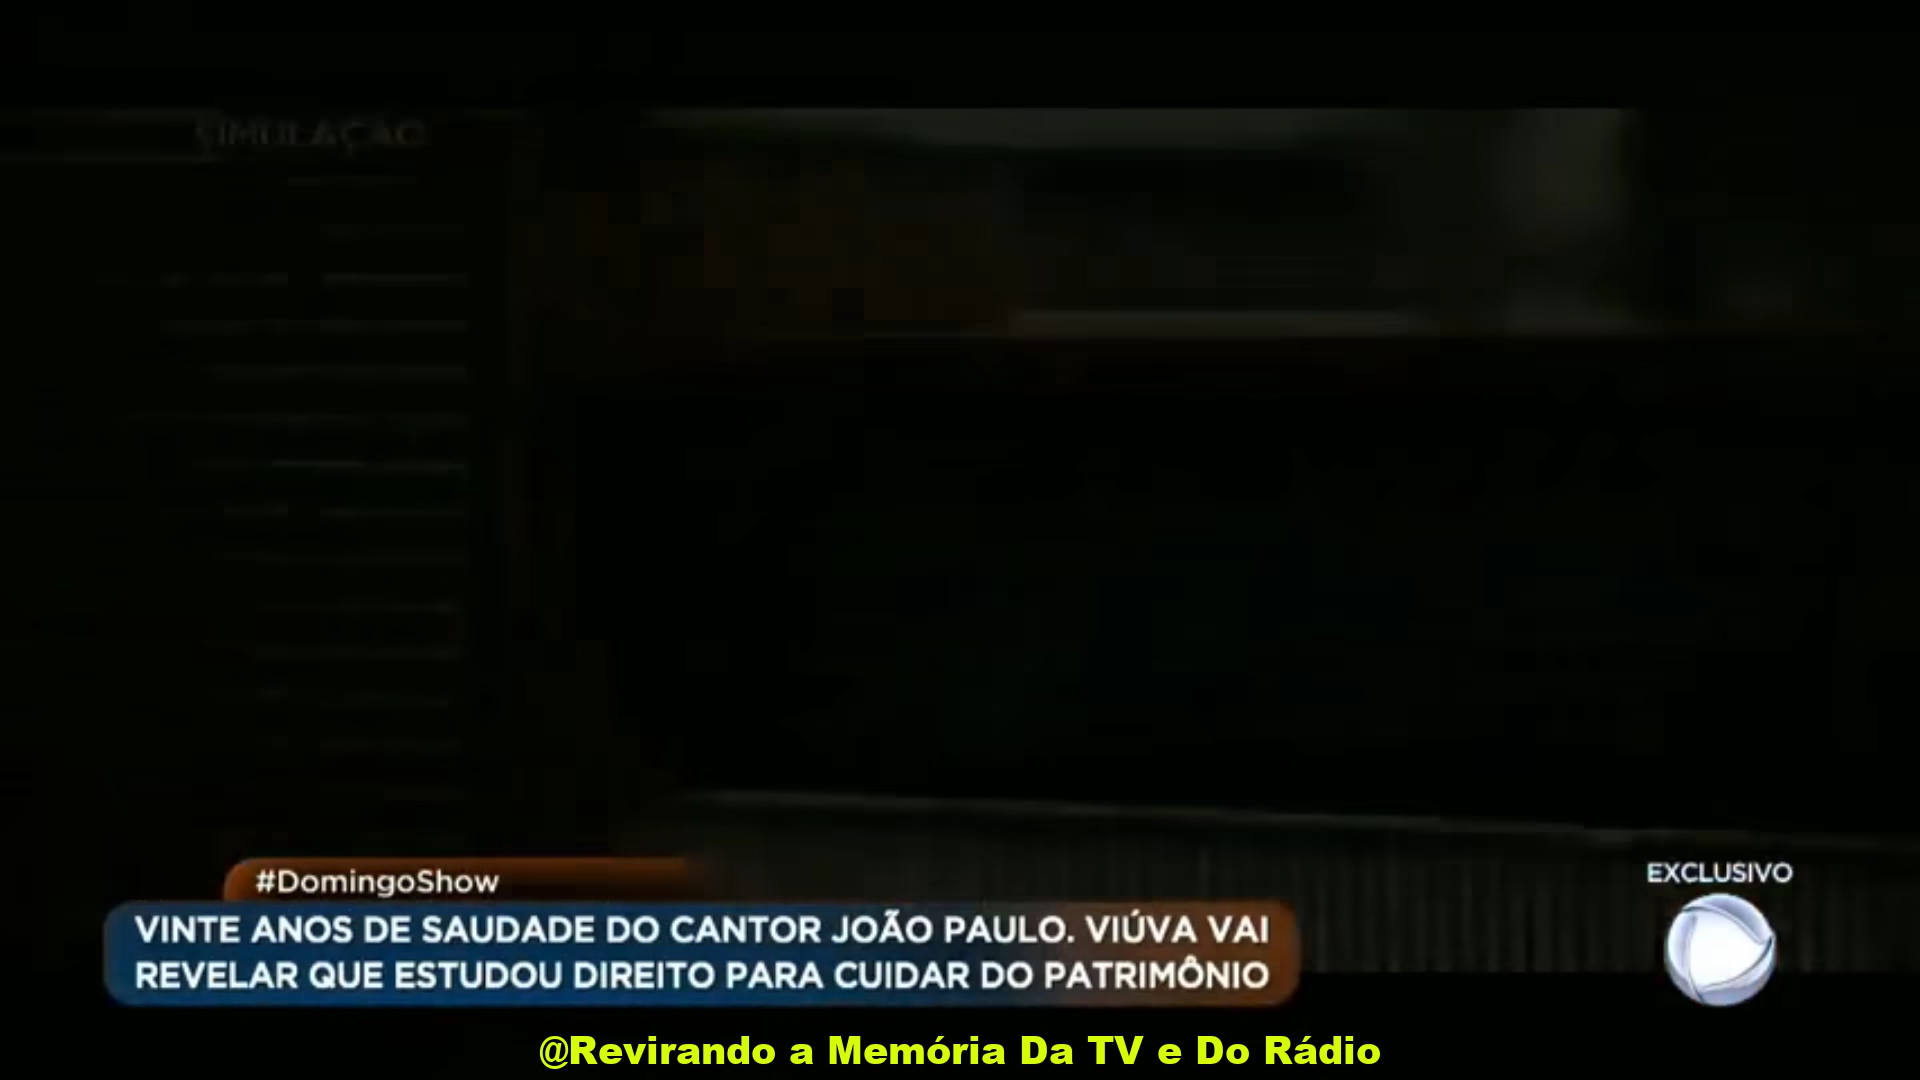 SIMULAÇÃO
#DomingoShow
EXCLUSIVO
VINTE ANOS DE SAUDADE DO CANTOR JOÃO PAULO. VIÚVA VAI
REVELAR QUE ESTUDOU DIREITO PARA CUIDAR DO PATRIMÔNIO
@Revirando a Memória Da TV e Do Rádio